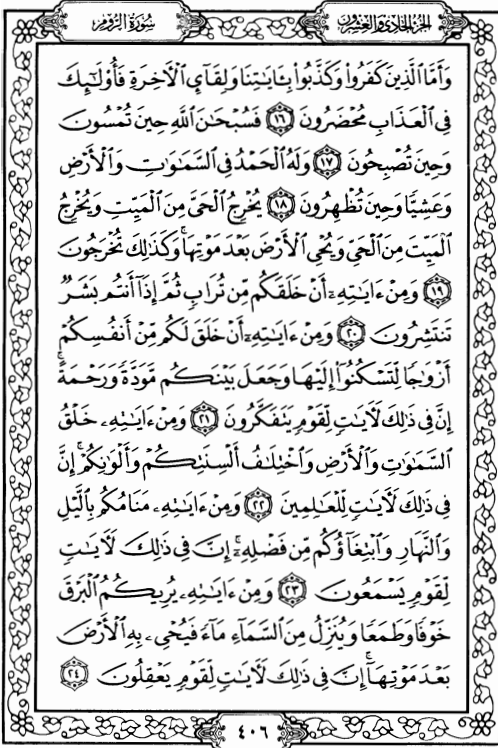 الجزء الحادي والعشرون
سورة الروم
وَأَمَّا ٱلَّذِينَ كَفَرُوا۟ وَكَذَّبُوا۟ بِـَٔايَـٰتِنَا وَلِقَآئِ ٱلْـَٔاخِرَةِ فَأُو۟لَـٰٓئِكَ
فِى ٱلْعَذَابِ مُحْضَرُونَ ١٦ فَسُبْحَـٰنَ ٱللَّهِ حِينَ تُمْسُونَ
وَحِينَ تُصْبِحُونَ ١٧ وَلَهُ ٱلْحَمْدُ فِى ٱلسَّمَـٰوَٰتِ وَٱلْأَرْضِ
وَعَشِيًّا وَحِينَ تُظْهِرُونَ ١٨ يُخْرِجُ ٱلْحَىَّ مِنَ ٱلْمَيِّتِ وَيُخْرِجُ
ٱلْمَيِّتَ مِنَ ٱلْحَىِّ وَيُحْىِ ٱلْأَرْضَ بَعْدَ مَوْتِهَا ۚ وَكَذَٰلِكَ تُخْرَجُونَ
١٩ وَمِنْ ءَايَـٰتِهِۦٓ أَنْ خَلَقَكُم مِّن تُرَابٍ ثُمَّ إِذَآ أَنتُم بَشَرٌ
تَنتَشِرُونَ ٢٠ وَمِنْ ءَايَـٰتِهِۦٓ أَنْ خَلَقَ لَكُم مِّنْ أَنفُسِكُمْ
أَزْوَٰجًا لِّتَسْكُنُوٓا۟ إِلَيْهَا وَجَعَلَ بَيْنَكُم مَّوَدَّةً وَرَحْمَةً ۚ
إِنَّ فِى ذَٰلِكَ لَـَٔايَـٰتٍ لِّقَوْمٍ يَتَفَكَّرُونَ ٢١ وَمِنْ ءَايَـٰتِهِۦ خَلْقُ
ٱلسَّمَـٰوَٰتِ وَٱلْأَرْضِ وَٱخْتِلَـٰفُ أَلْسِنَتِكُمْ وَأَلْوَٰنِكُمْ ۚ إِنَّ
فِى ذَٰلِكَ لَـَٔايَـٰتٍ لِّلْعَـٰلِمِينَ ٢٢ وَمِنْ ءَايَـٰتِهِۦ مَنَامُكُم بِٱلَّيْلِ
وَٱلنَّهَارِ وَٱبْتِغَآؤُكُم مِّن فَضْلِهِۦٓ ۚ إِنَّ فِى ذَٰلِكَ لَـَٔايَـٰتٍ
لِّقَوْمٍ يَسْمَعُونَ ٢٣ وَمِنْ ءَايَـٰتِهِۦ يُرِيكُمُ ٱلْبَرْقَ
خَوْفًا وَطَمَعًا وَيُنَزِّلُ مِنَ ٱلسَّمَآءِ مَآءً فَيُحْىِۦ بِهِ ٱلْأَرْضَ
بَعْدَ مَوْتِهَآ ۚ إِنَّ فِى ذَٰلِكَ لَـَٔايَـٰتٍ لِّقَوْمٍ يَعْقِلُونَ ٢٤
٤٠٦